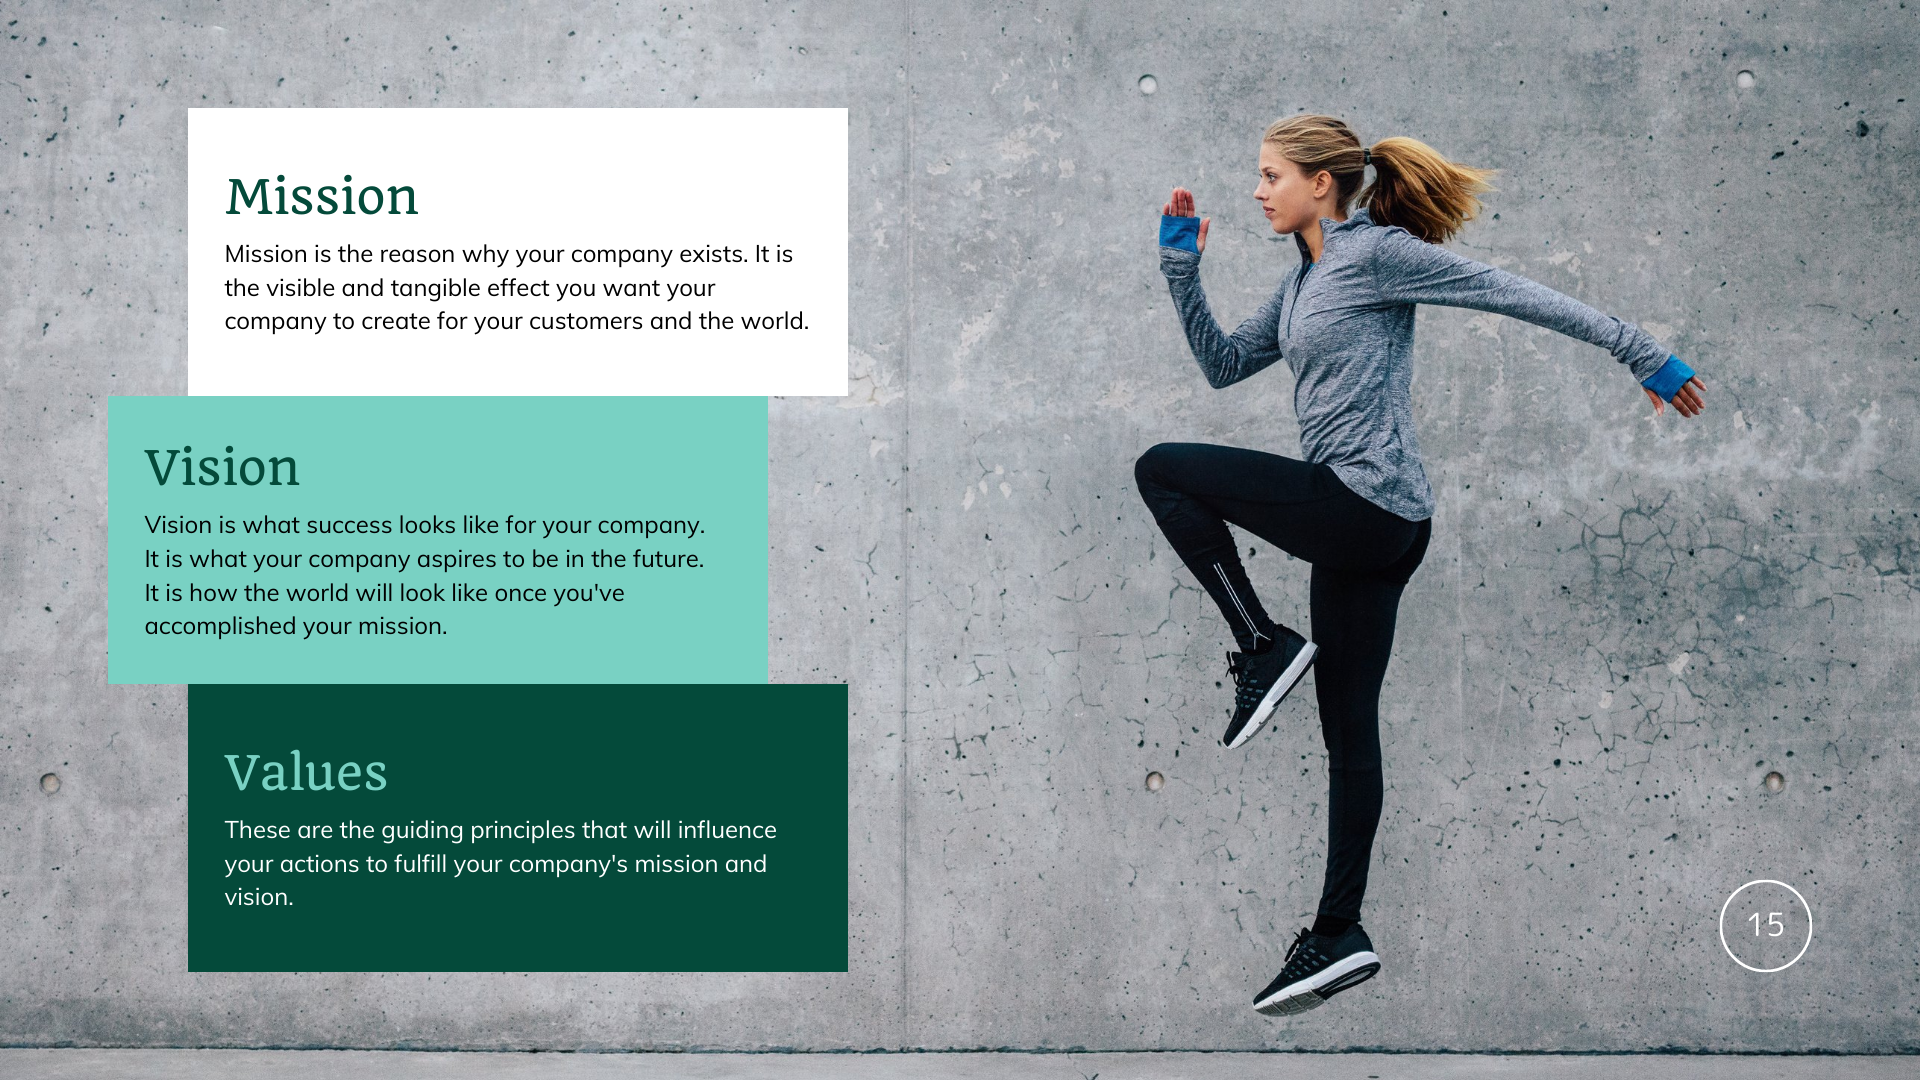 Mission
Mission is the reason why your company exists. It is
the visible and tangible effect you want your
company to create for your customers and the world.
Vision
Vision is what success looks like for your company.
It is what your company aspires to be in the future.
It is how the world will look like once you've
accomplished your mission.
Values
These are the guiding principles that will influence
your actions to fulfill your company's mission and
vision.
15